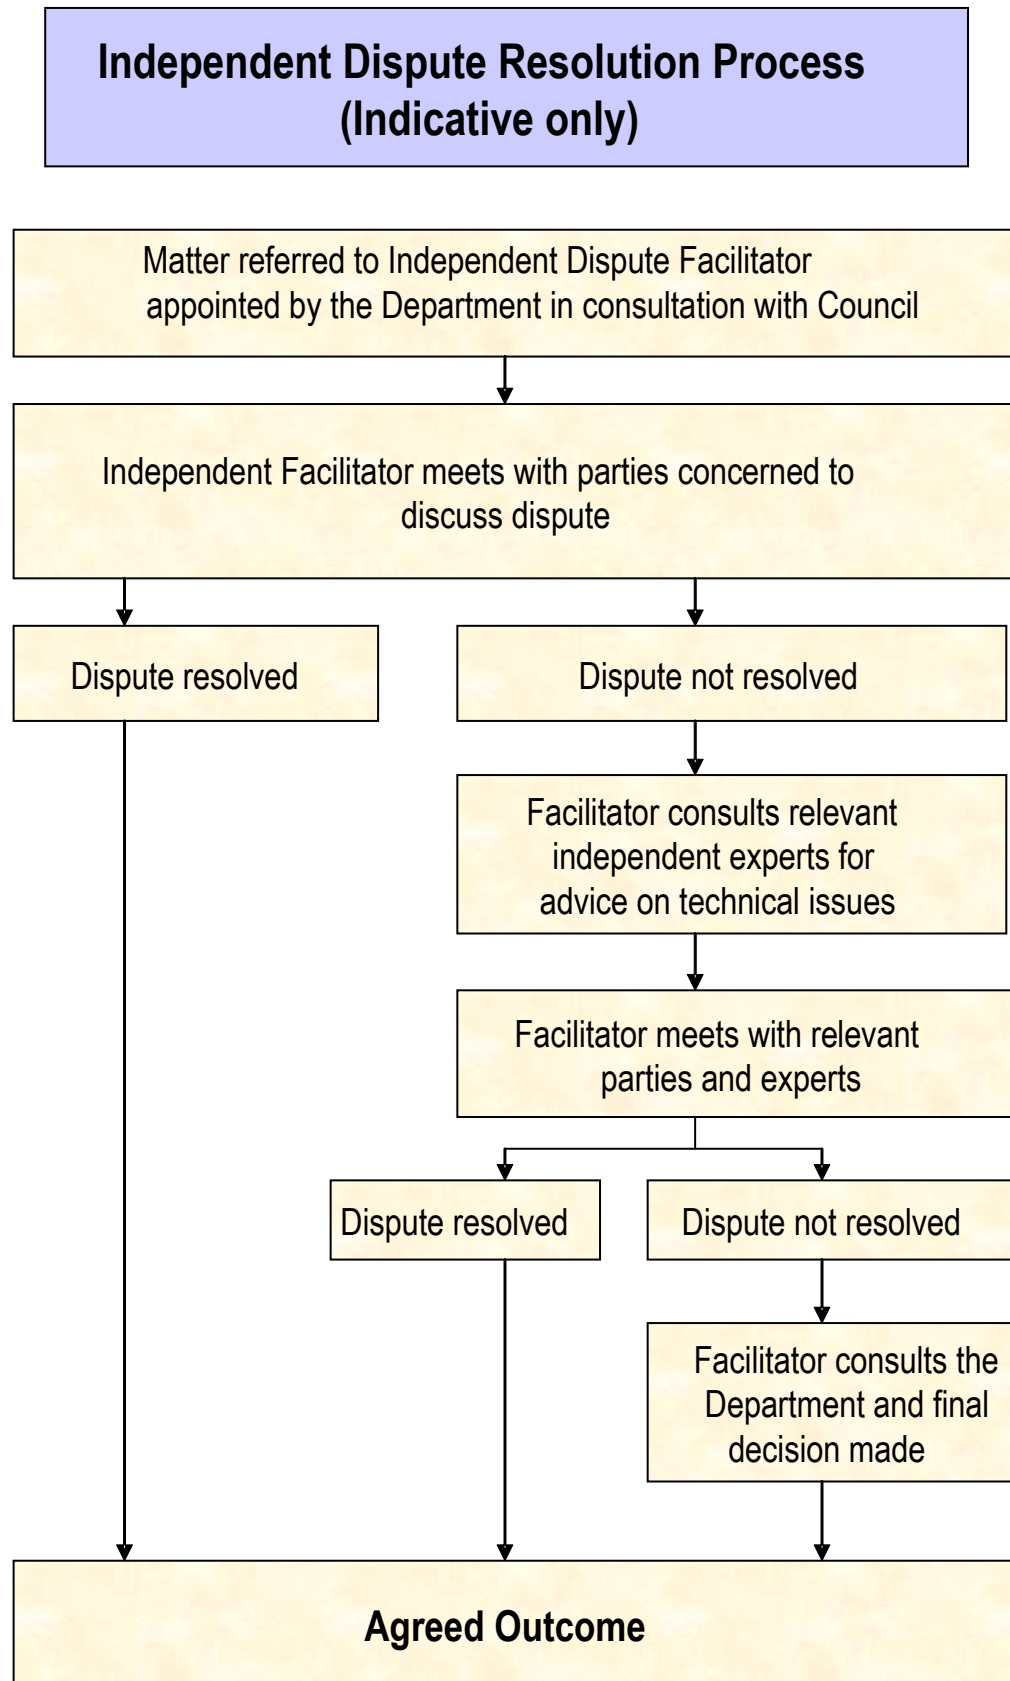 Independent Dispute Resolution Process
(Indicative only)
Matter referred to Independent Dispute Facilitator
appointed by the Department in consultation with Council
Independent Facilitator meets with parties concerned to
discuss dispute
Dispute resolved
Dispute not resolved
Facilitator consults relevant
independent experts for
advice on technical issues
Facilitator meets with relevant
parties and experts
Dispute resolved
Dispute not resolved
Facilitator consults the
Department and final
decision made
Agreed Outcome